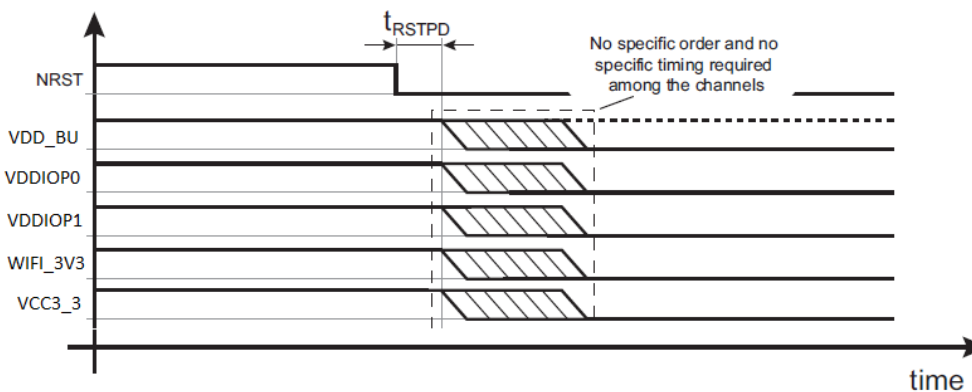 tRSTPD
No specific order and no
specific timing required
among the channels
NRST
VDD_BU
VDDIOP0
VDDIOP1
WIFI_3V3
VCC3_3
time